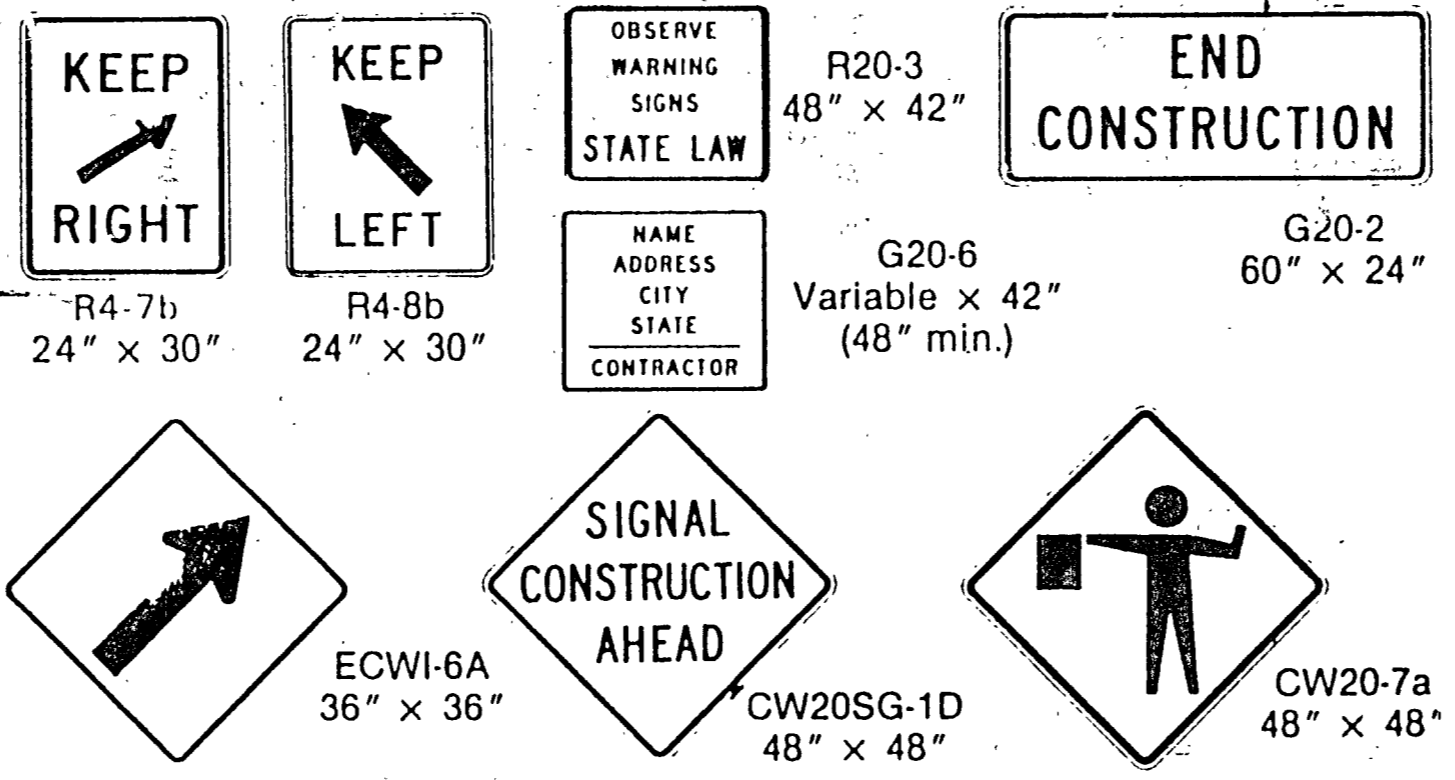 KEEP
RIGHT
R4-7b
24" × 30"
KEEP
LEFT
R4-8b
24" × 30"
OBSERVE
WARNING
SIGNS
STATE LAW
R20-3
48" × 42"
NAME
ADDRESS
CITY
STATE
CONTRACTOR
G20-6
Variable × 42"
(48" min.)
END
CONSTRUCTION
G20-2
60" × 24"
ECWI-6A
36" × 36"
SIGNAL
CONSTRUCTION
AHEAD
CW20SG-1D
48" × 48"
CW20-7a
48" × 48"